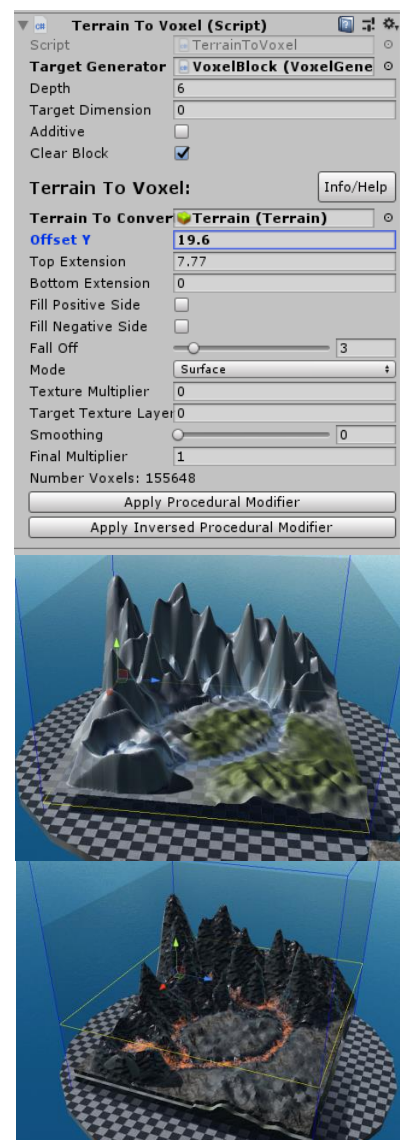 Terrain To Voxel (Script)
Script TerrainToVoxel
Target Generator VoxelBlock (VoxelGene
Depth 6
Target Dimension 0
Additive
Clear Block
Terrain To Voxel: Info/Help
Terrain To Conver Terrain (Terrain)
Offset Y 19.6
Top Extension 7.77
Bottom Extension 0
Fill Positive Side
Fill Negative Side
Fall Off 3
Mode Surface
Texture Multiplier 0
Target Texture Layer 0
Smoothing 0
Final Multiplier 1
Number Voxels: 155648
Apply Procedural Modifier
Apply Inversed Procedural Modifier